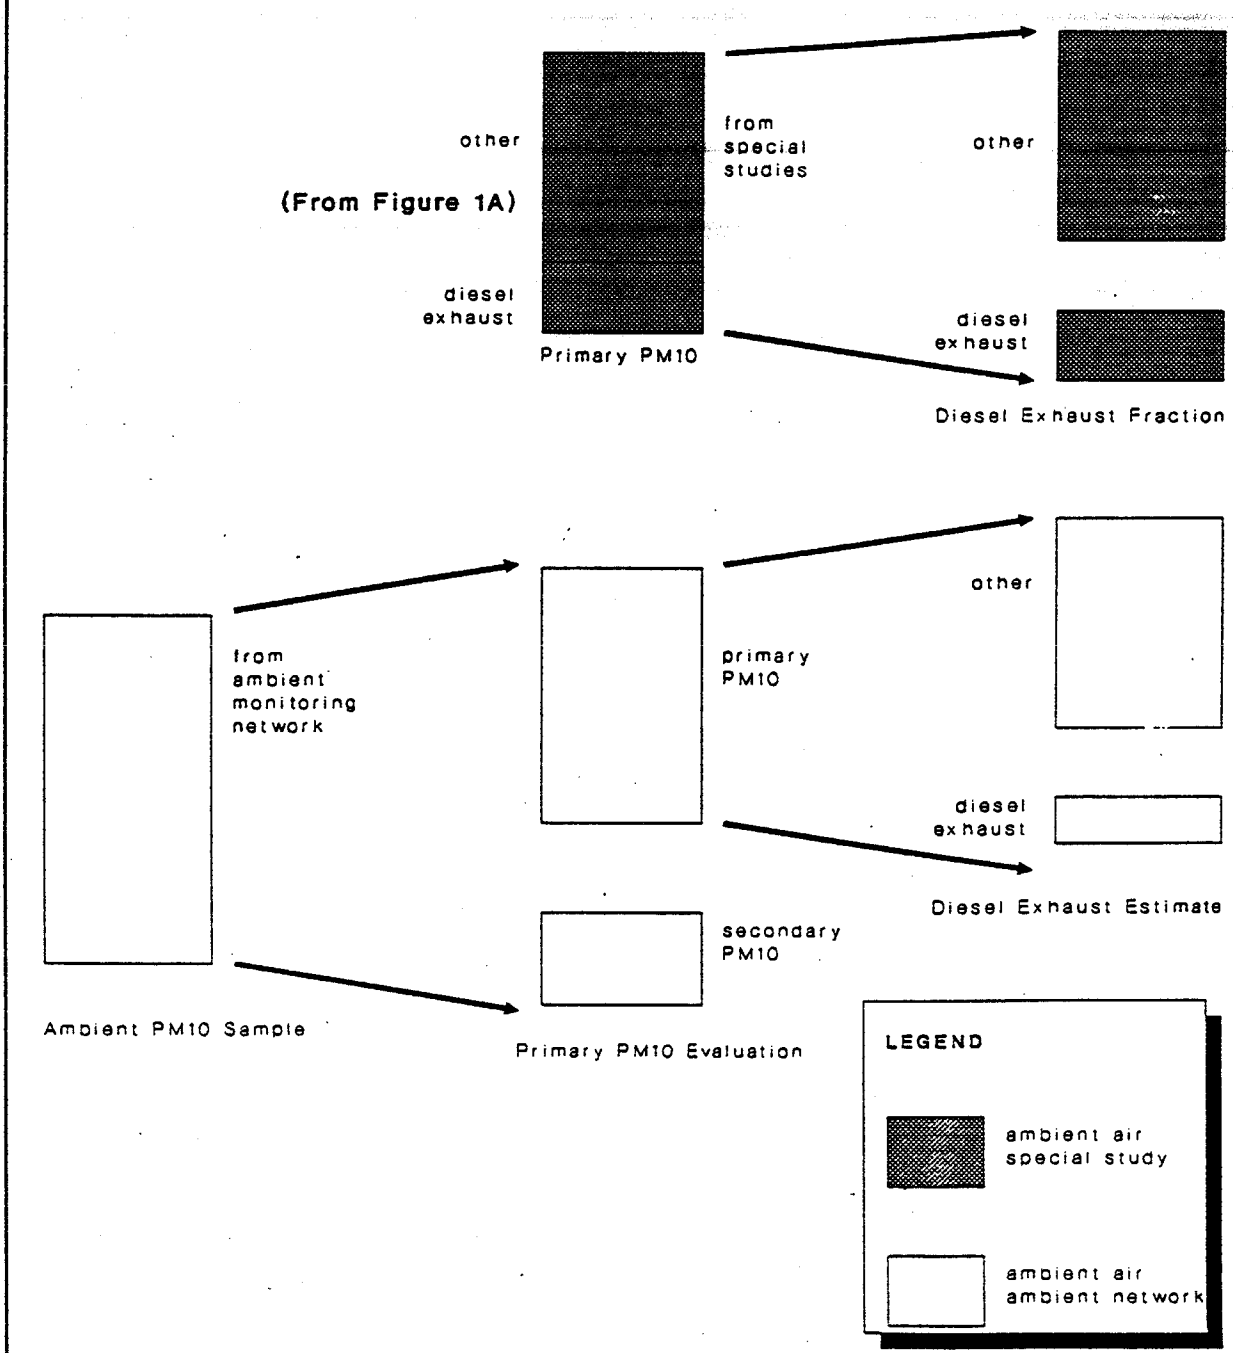 other
(From Figure 1A)
diesel
exhaust
Primary PM10
from
special
studies
other
diesel
exhaust
Diesel Exhaust Fraction
from
ambient
monitoring
network
Ambient PM10 Sample
primary
PM10
secondary
PM10
Primary PM10 Evaluation
other
diesel
exhaust
Diesel Exhaust Estimate
LEGEND
ambient air
special study
ambient air
ambient network